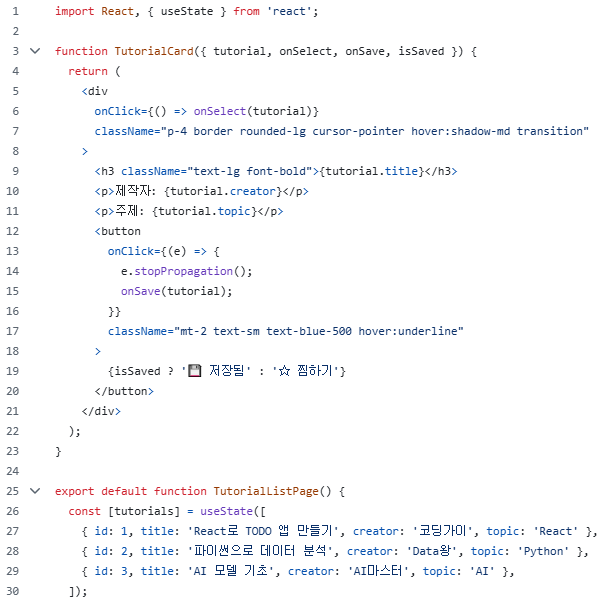 1 import React, { useState } from 'react';
2
3 function TutorialCard({ tutorial, onSelect, onSave, isSaved }) {
4 return (
5 <div
6 onClick={() => onSelect(tutorial)}
7 className="p-4 border rounded-lg cursor-pointer hover:shadow-md transition"
8 >
9 <h3 className="text-lg font-bold">{tutorial.title}</h3>
10 <p>제작자: {tutorial.creator}</p>
11 <p>주제: {tutorial.topic}</p>
12 <button
13 onClick={(e) => {
14 e.stopPropagation();
15 onSave(tutorial);
16 }}
17 className="mt-2 text-sm text-blue-500 hover:underline"
18 >
19 {isSaved ? '💾 저장됨' : '☆ 찜하기'}
20 </button>
21 </div>
22 );
23 }
24
25 export default function TutorialListPage() {
26 const [tutorials] = useState([
27 { id: 1, title: 'React로 TODO 앱 만들기', creator: '코딩가이', topic: 'React' },
28 { id: 2, title: '파이썬으로 데이터 분석', creator: 'Data왕', topic: 'Python' },
29 { id: 3, title: 'AI 모델 기초', creator: 'AI마스터', topic: 'AI' },
30 ]);